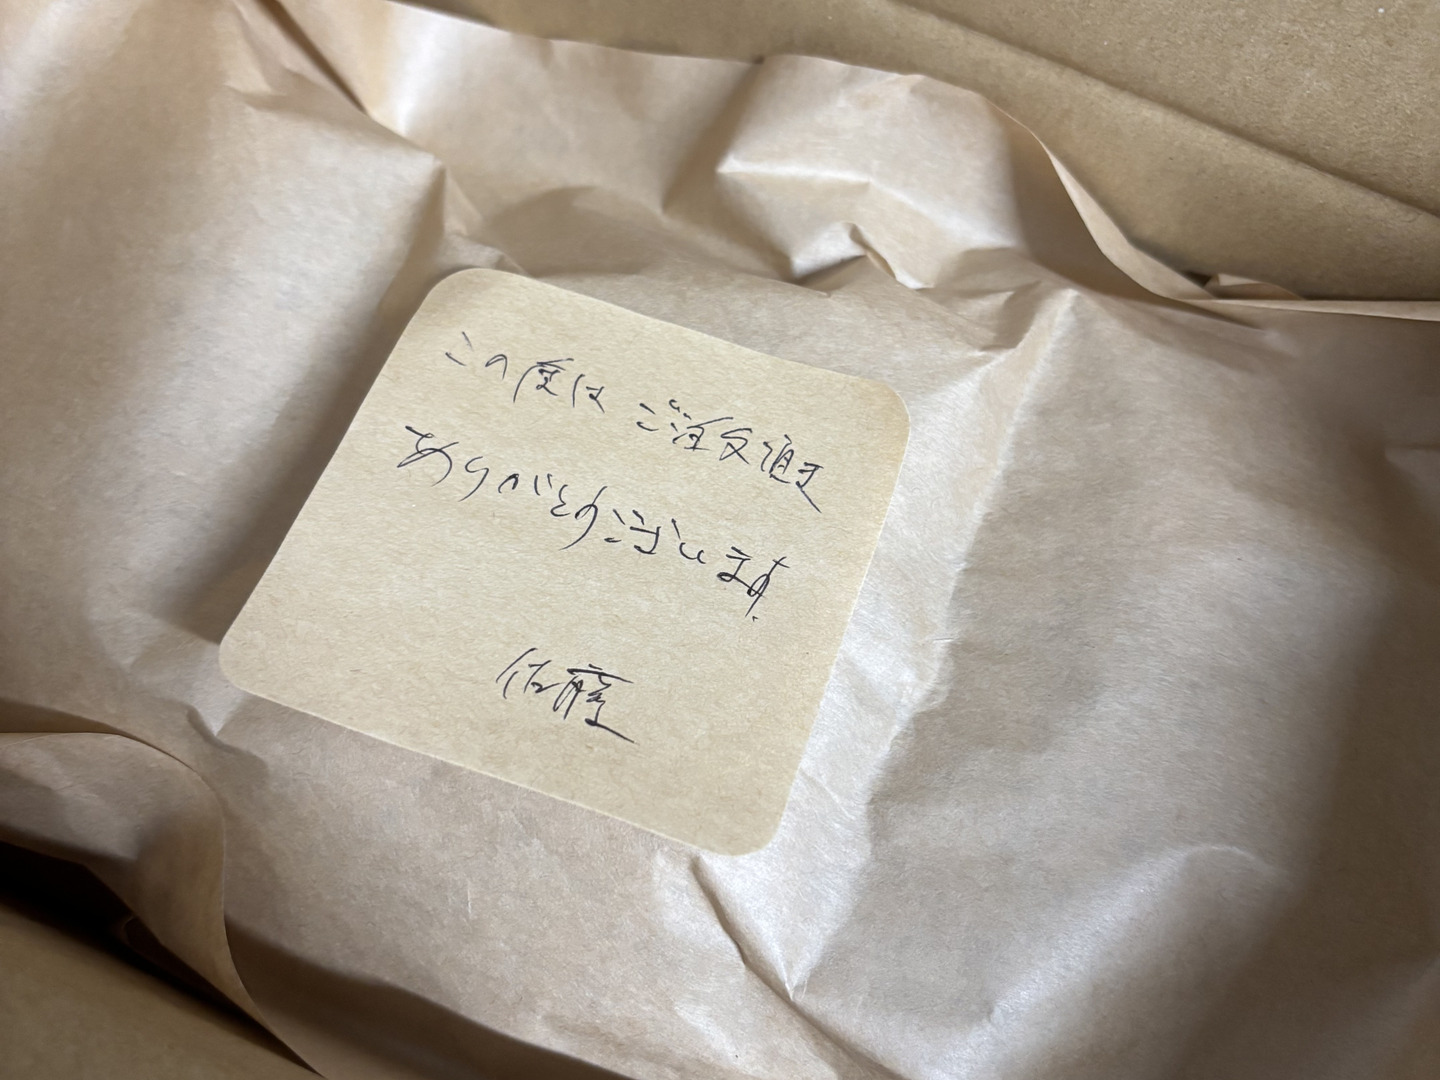 この度は ご注文頂き
ありがとうございます。
佐藤